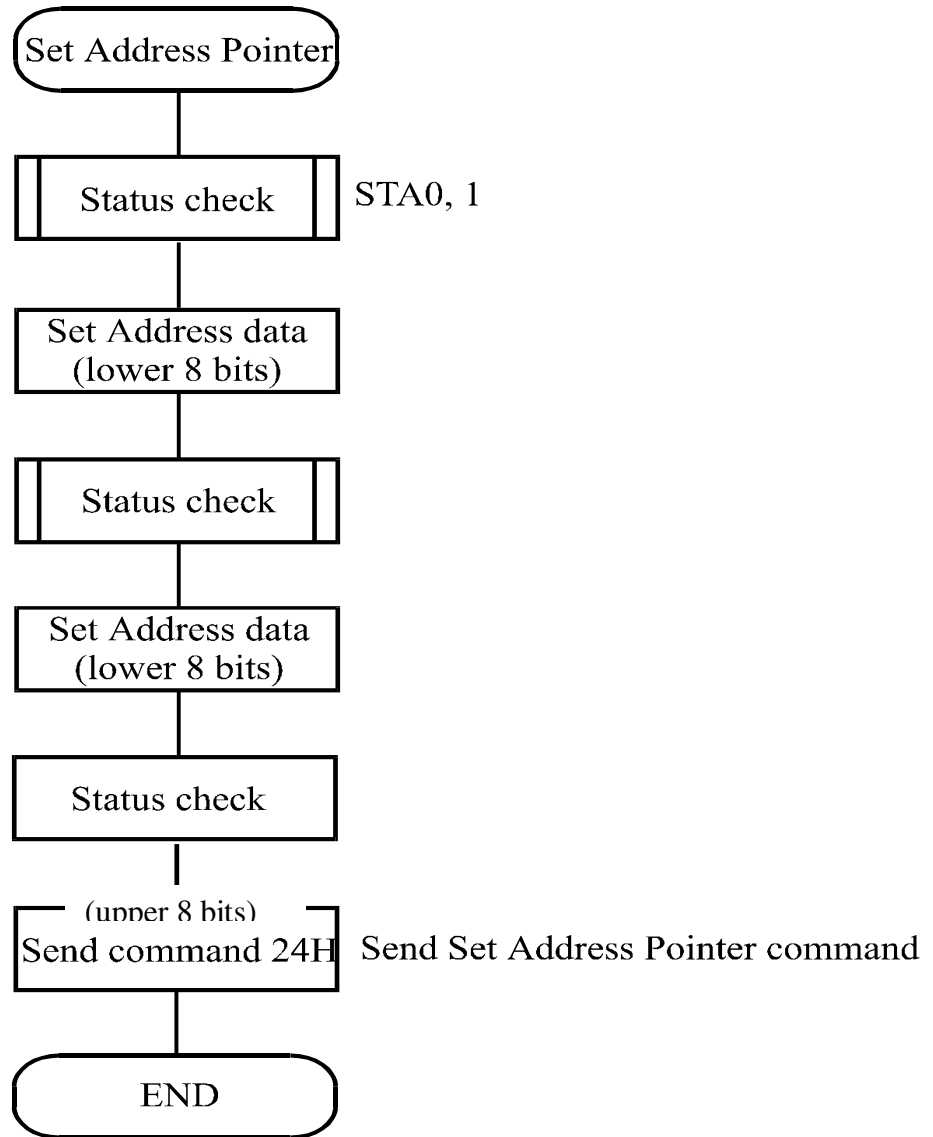 Set Address Pointer
Status check
STA0, 1
Set Address data
(lower 8 bits)
Status check
Set Address data
(lower 8 bits)
Status check
(upper 8 bits)
Send command 24H
Send Set Address Pointer command
END